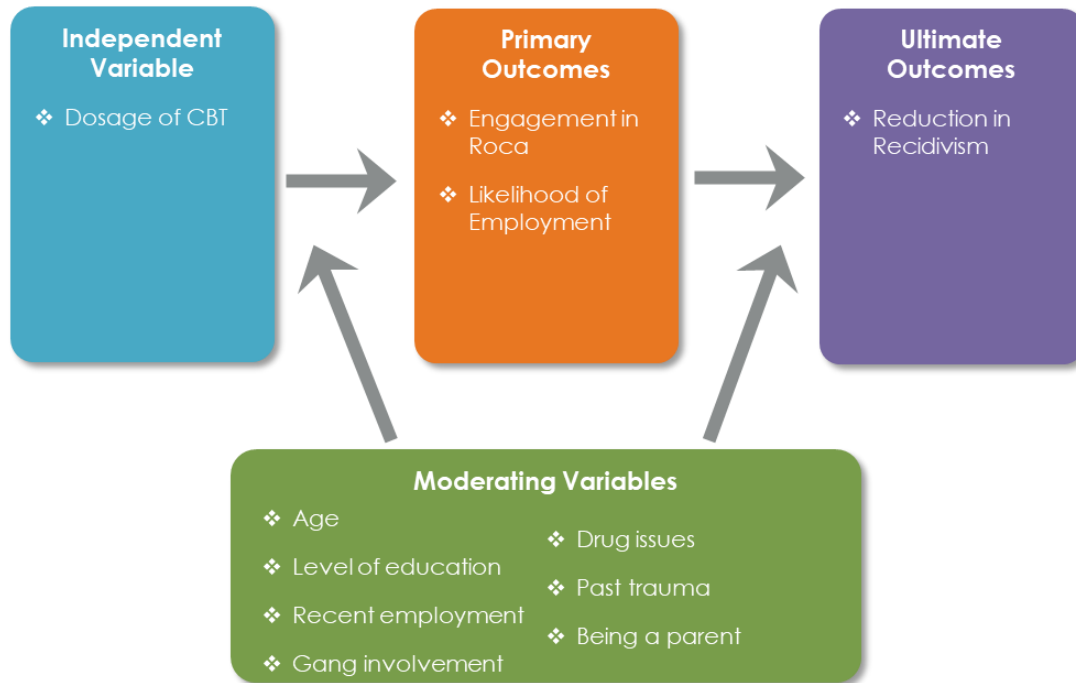 Independent
Variable
❖ Dosage of CBT
Primary
Outcomes
❖ Engagement in
Roca
❖ Likelihood of
Employment
Ultimate
Outcomes
❖ Reduction in
Recidivism
Moderating Variables
❖ Age
❖ Level of education
❖ Recent employment
❖ Gang involvement
❖ Drug issues
❖ Past trauma
❖ Being a parent